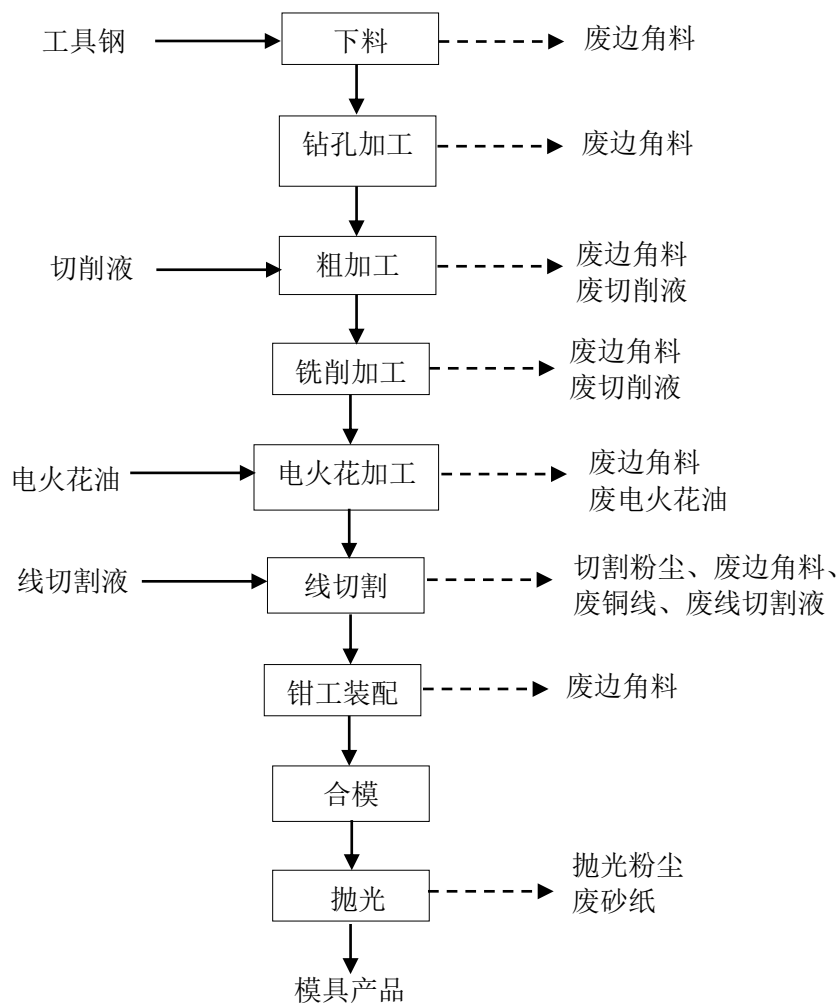 工具钢
下料
废边角料
钻孔加工
废边角料
切削液
粗加工
废边角料
废切削液
铣削加工
废边角料
废切削液
电火花油
电火花加工
废边角料
废电火花油
线切割液
线切割
切割粉尘、废边角料、
废铜线、废线切割液
钳工装配
废边角料
合模
抛光
抛光粉尘
废砂纸
模具产品